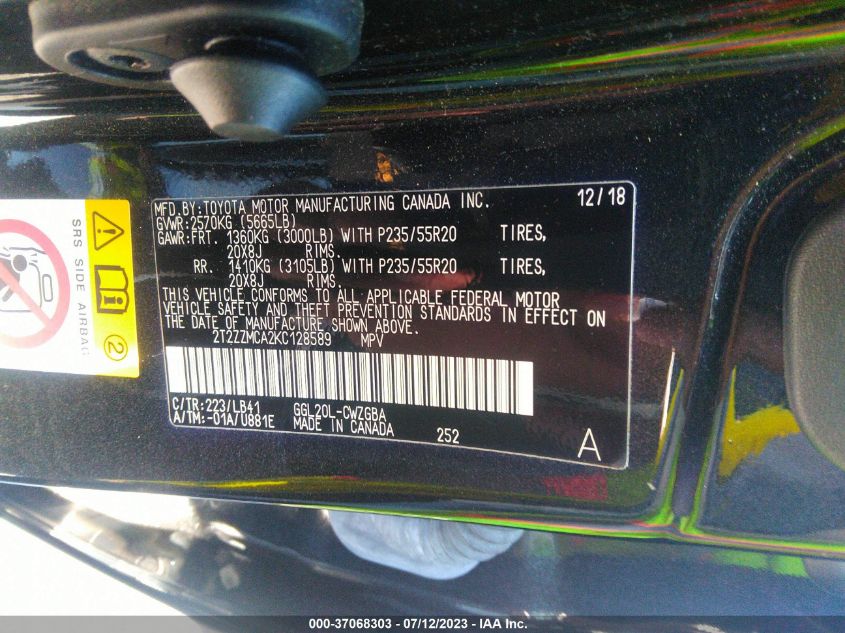 MFD.BY:TOYOTA MOTOR MANUFACTURING CANADA INC. 12/18
GVWR:2570KG (5665LB)
GAWR:FRT. 1360KG (3000LB) WITH P235/55R20 TIRES,
20X8J RIMS.
RR. 1410KG (3105LB) WITH P235/55R20 TIRES,
20X8J RIMS.
THIS VEHICLE CONFORMS TO ALL APPLICABLE FEDERAL MOTOR
VEHICLE SAFETY AND THEFT PREVENTION STANDARDS IN EFFECT ON
THE DATE OF MANUFACTURE SHOWN ABOVE.
2T2ZZMCA2KC128589 MPV
C/TR:223/LB41 GGL20L-CWZGBA
A/TM:-01A/U881E MADE IN CANADA 252 A
SRS SIDE AIRBAG
2
000-37068303 / 07/12/2023 - IAA Inc.